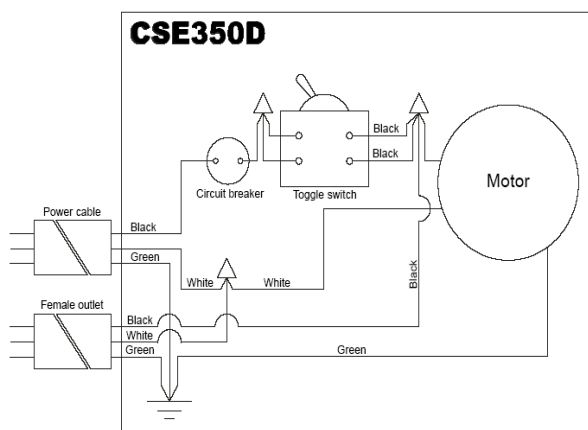 CSE350D
Black
Black
Circuit breaker
Toggle switch
Motor
Power cable
Black
Green
White
White
Black
Female outlet
Black
White
Green
Green